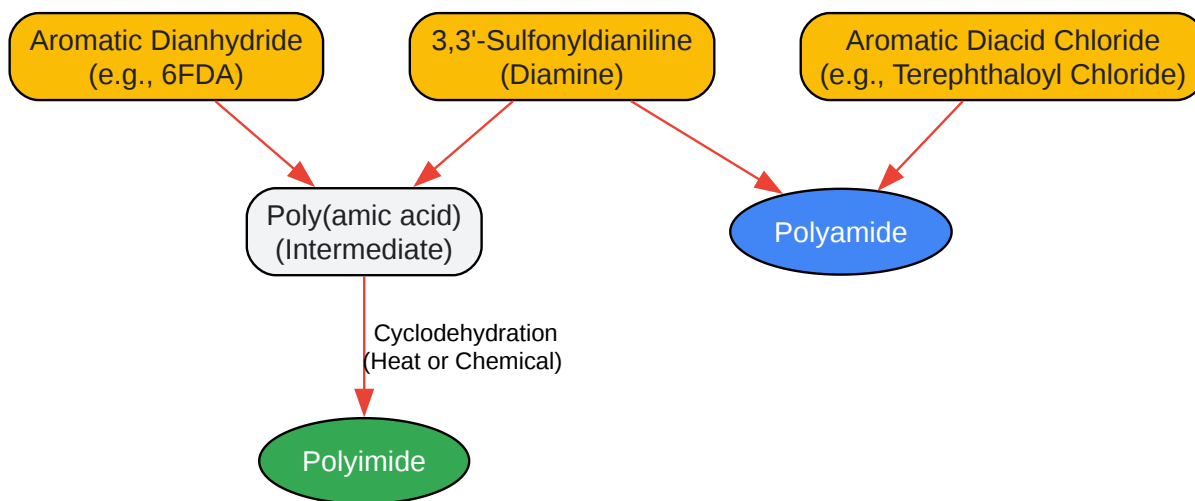 Aromatic Dianhydride
(e.g., 6FDA)
3,3'-Sulfonyldianiline
(Diamine)
Aromatic Diacid Chloride
(e.g., Terephthaloyl Chloride)
Poly(amic acid)
(Intermediate)
Polyamide
Cyclodehydration
(Heat or Chemical)
Polyimide